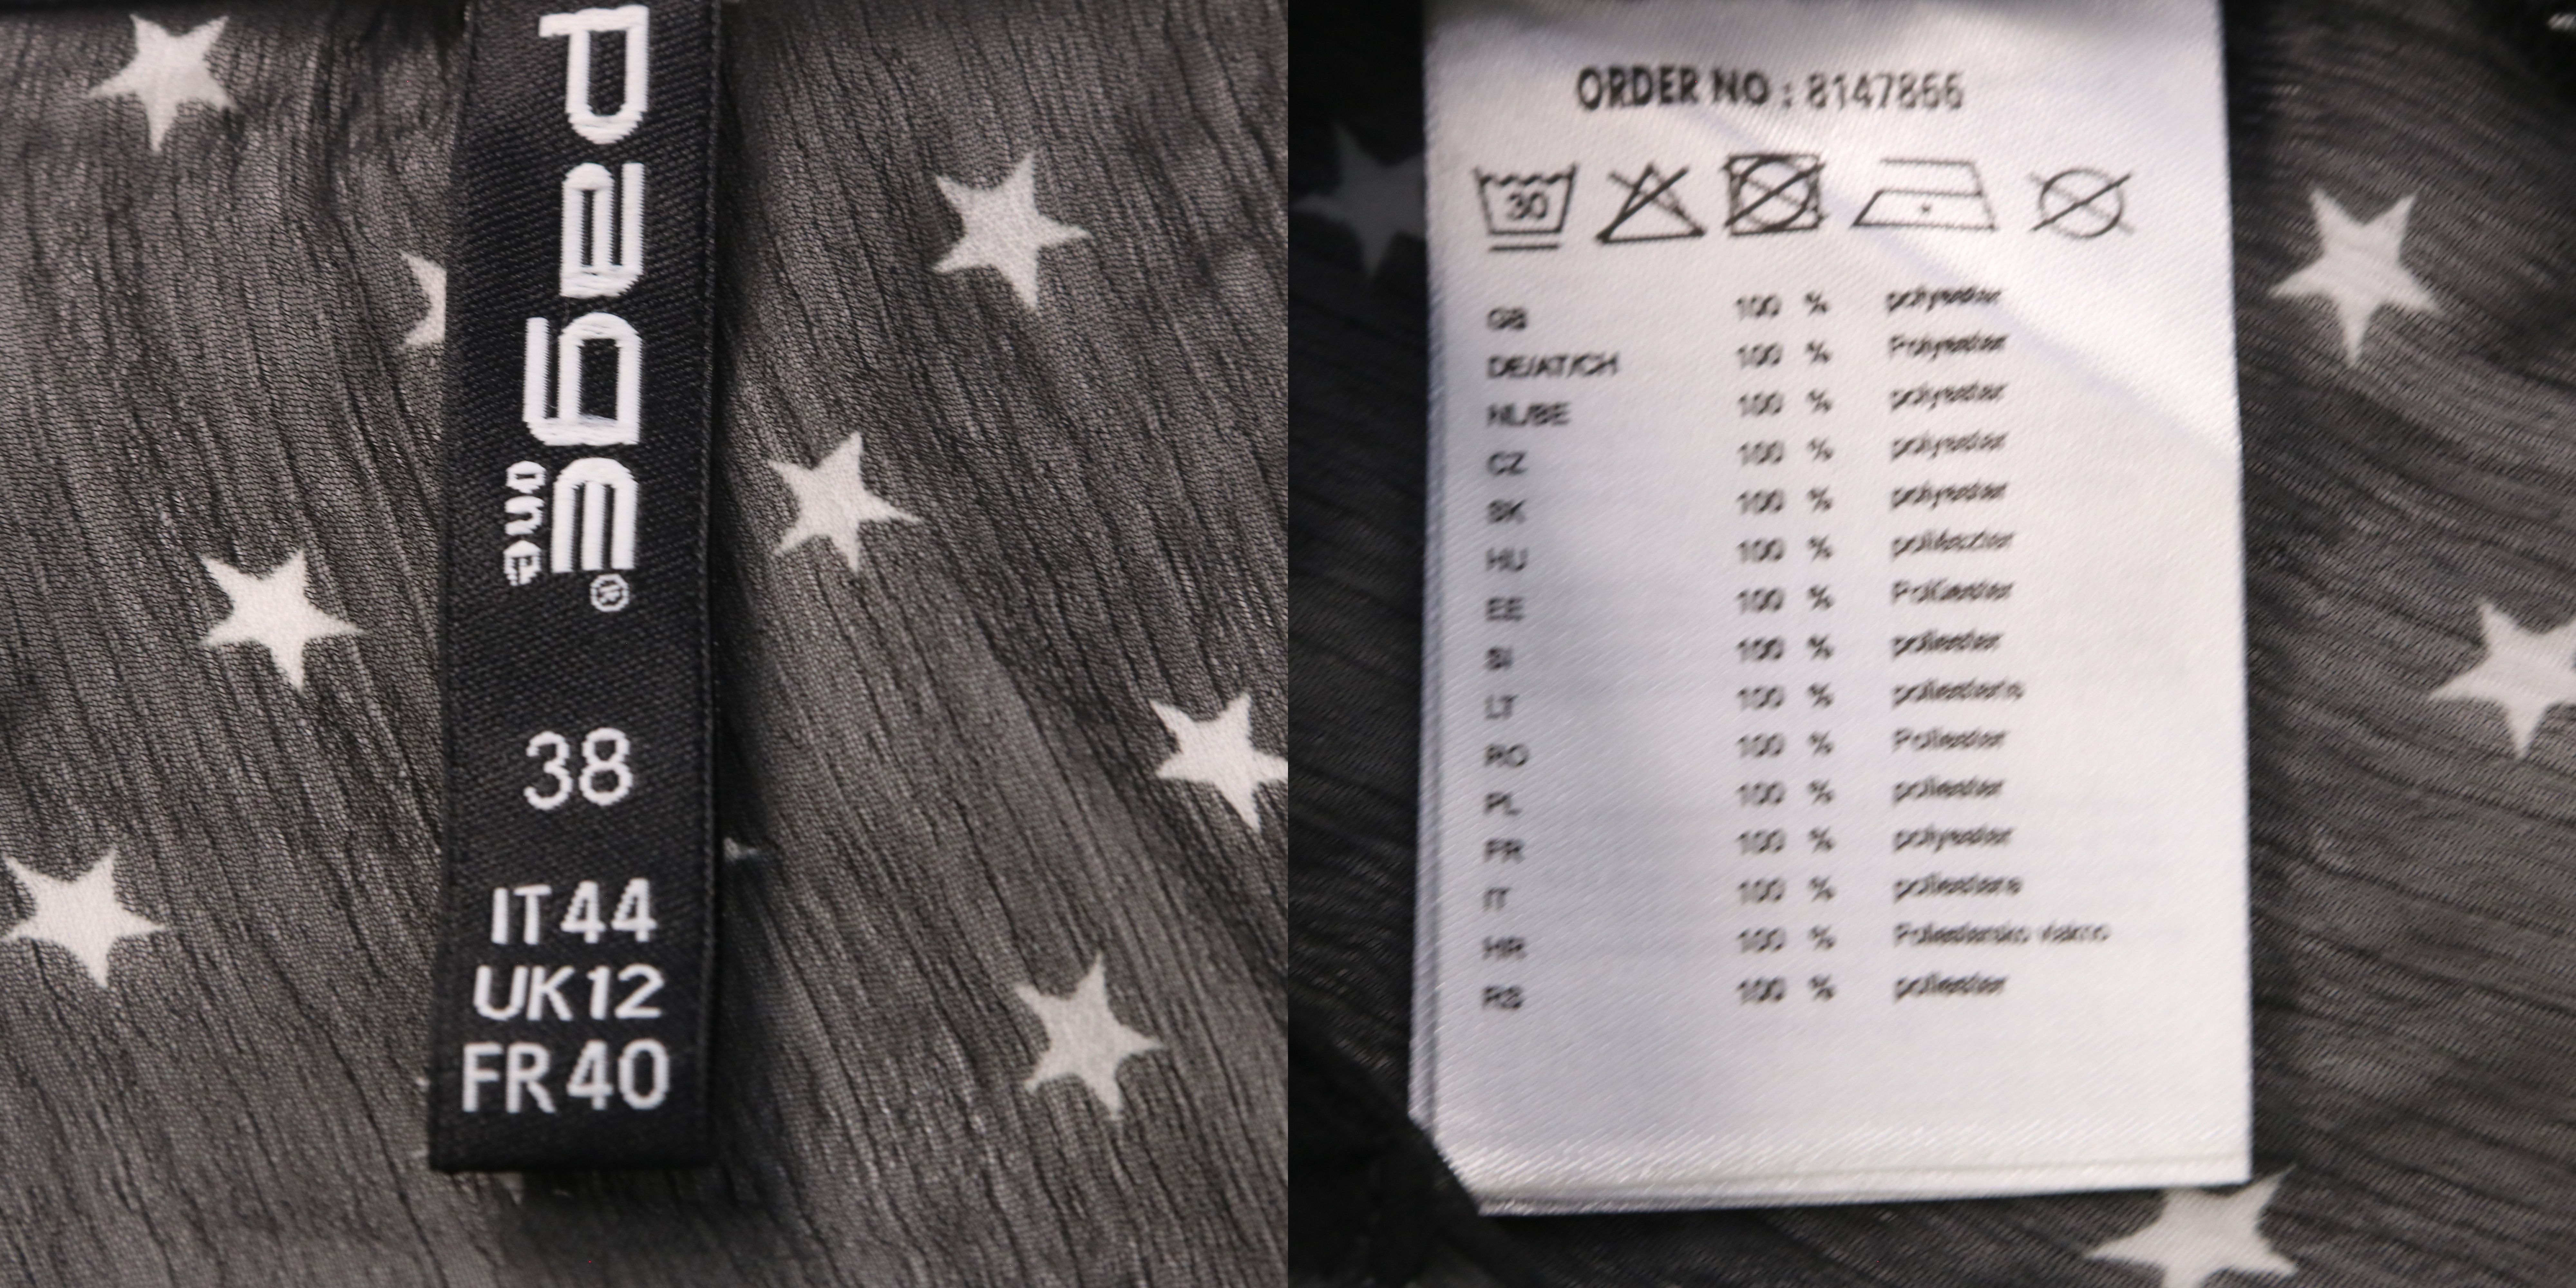 Page
one
®
38
IT 44
UK 12
FR 40
ORDER NO : 8147866
30
GB 100 % polyester
DE/AT/CH 100 % Polyester
NL/BE 100 % polyester
CZ 100 % polyester
SK 100 % polyester
HU 100 % poliészter
EE 100 % Polüester
SI 100 % poliester
LT 100 % poliesteris
RO 100 % Poliester
PL 100 % poliester
FR 100 % polyester
IT 100 % poliestere
HR 100 % Poliestersko vlakno
RS 100 % poliester